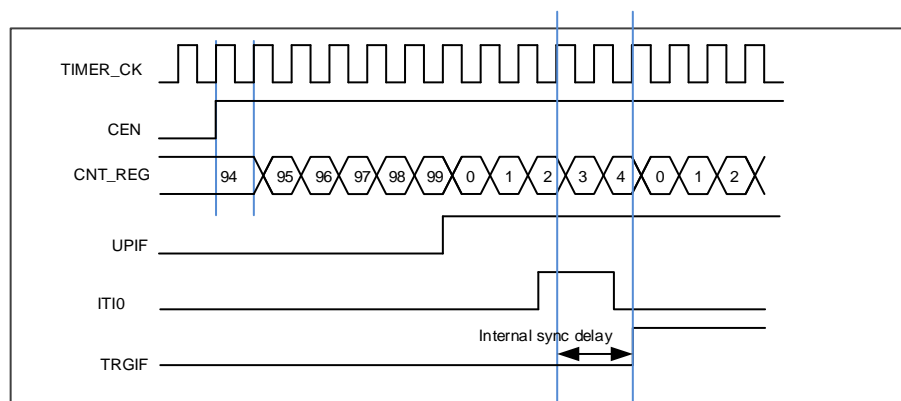 TIMER_CK
CEN
CNT_REG 94 95 96 97 98 99 0 1 2 3 4 0 1 2
UPIF
ITI0
Internal sync delay
TRGIF